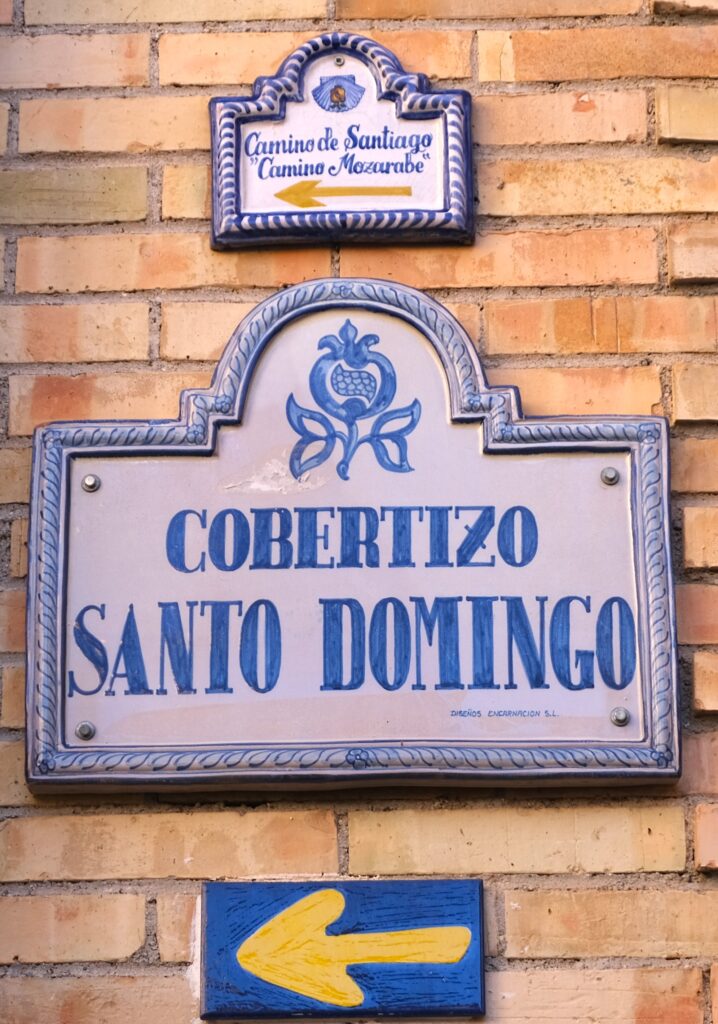 Camino de Santiago
"Camino Mozarabe"
COBERTIZO
SANTO DOMINGO
DISEÑOS ENCARNACION S.L.